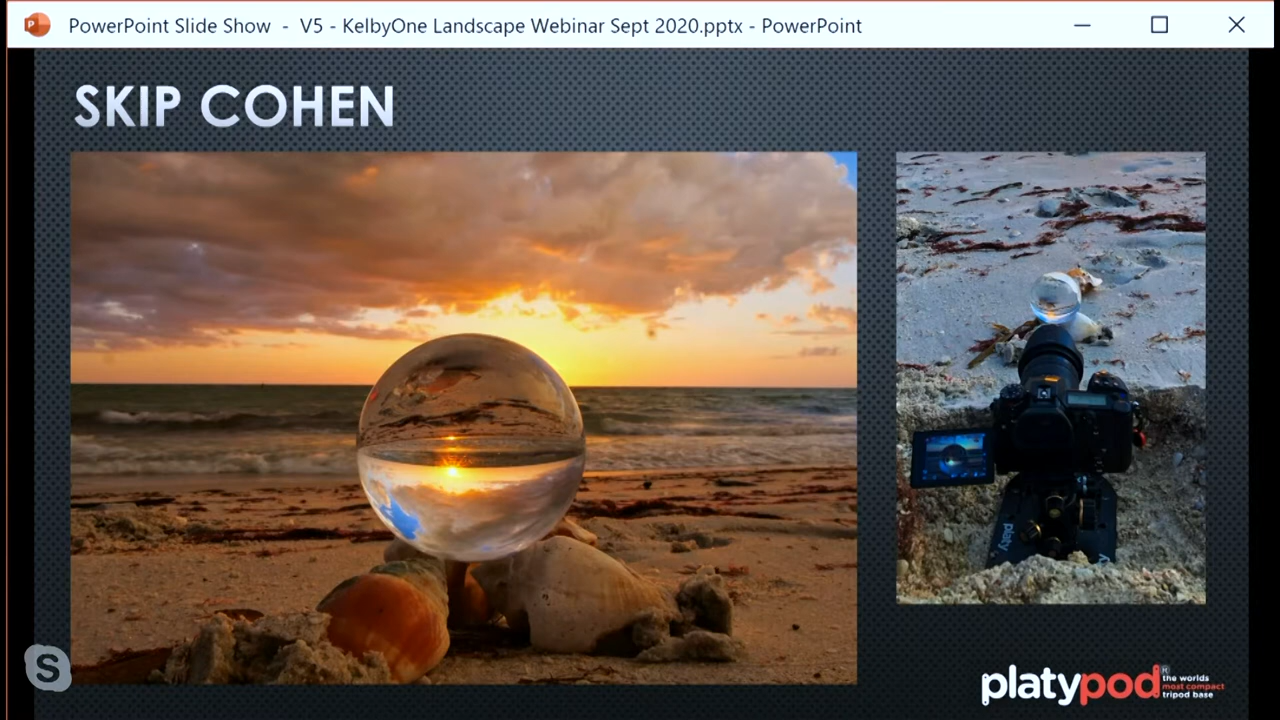 PowerPoint Slide Show - V5 - KelbyOne Landscape Webinar Sept 2020.pptx - PowerPoint
SKIP COHEN
platy
platypod®
the worlds
most compact
tripod base